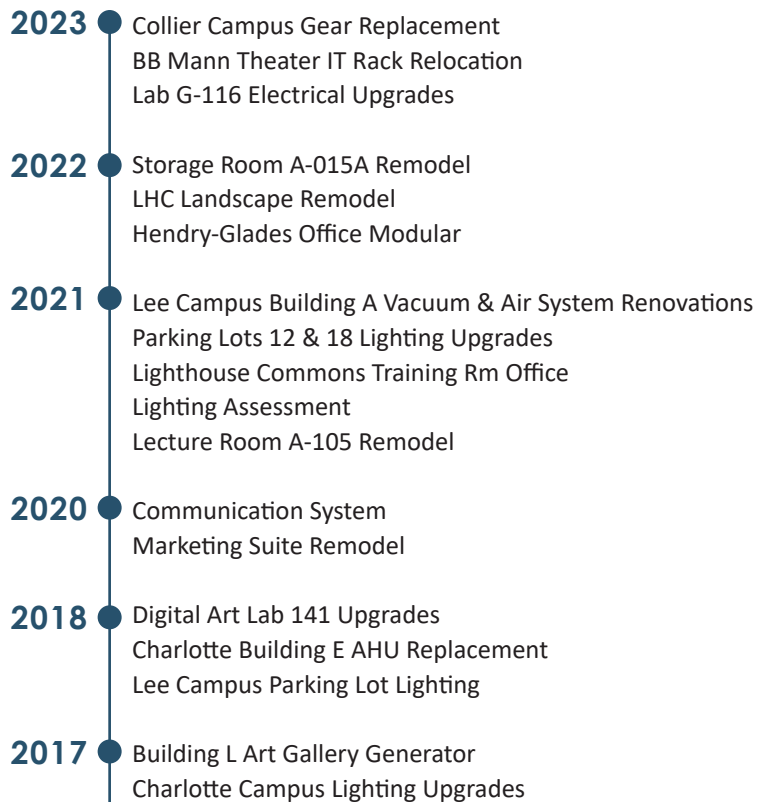 2023 Collier Campus Gear Replacement
BB Mann Theater IT Rack Relocation
Lab G-116 Electrical Upgrades
2022 Storage Room A-015A Remodel
LHC Landscape Remodel
Hendry-Glades Office Modular
2021 Lee Campus Building A Vacuum & Air System Renovations
Parking Lots 12 & 18 Lighting Upgrades
Lighthouse Commons Training Rm Office
Lighting Assessment
Lecture Room A-105 Remodel
2020 Communication System
Marketing Suite Remodel
2018 Digital Art Lab 141 Upgrades
Charlotte Building E AHU Replacement
Lee Campus Parking Lot Lighting
2017 Building L Art Gallery Generator
Charlotte Campus Lighting Upgrades